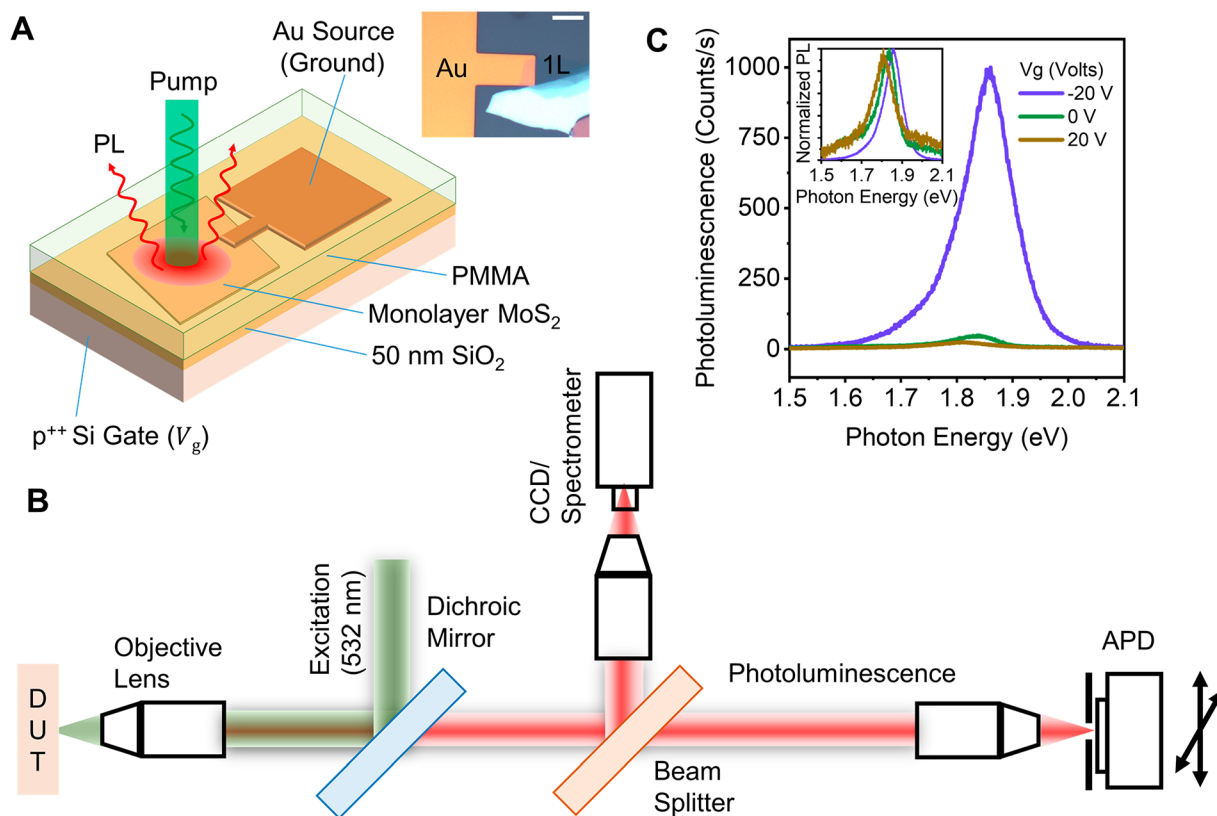 A
Au Source
(Ground)
Pump
PL
Au
1L
PMMA
Monolayer MoS₂
50 nm SiO₂
p⁺⁺ Si Gate (V_g)
C
Photoluminescnence (Counts/s)
1000
750
500
250
0
1.5 1.6 1.7 1.8 1.9 2.0 2.1
Photon Energy (eV)
Vg (Volts)
-20 V
0 V
20 V
Normalized PL
1.5 1.7 1.9 2.1
Photon Energy (eV)
B
DUT
Objective
Lens
Excitation
(532 nm)
Dichroic
Mirror
CCD/
Spectrometer
Beam
Splitter
Photoluminescence
APD